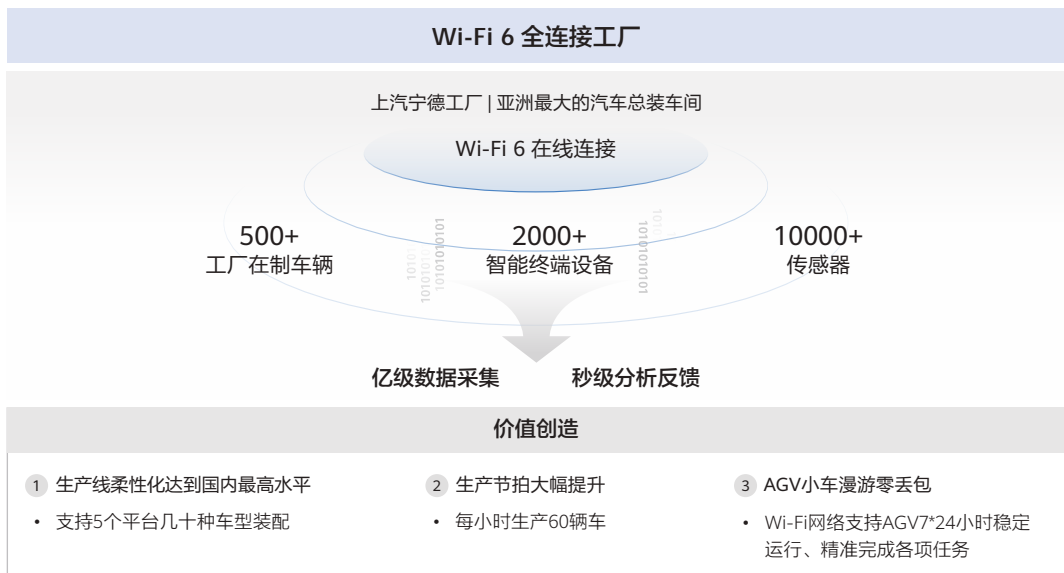 Wi-Fi 6 全连接工厂
上汽宁德工厂 | 亚洲最大的汽车总装车间
Wi-Fi 6 在线连接
500+
工厂在制车辆
2000+
智能终端设备
10000+
传感器
10101010101
1010101010101
1010101010101
亿级数据采集
秒级分析反馈
价值创造
1 生产线柔性化达到国内最高水平
• 支持5个平台几十种车型装配
2 生产节拍大幅提升
• 每小时生产60辆车
3 AGV小车漫游零丢包
• Wi-Fi网络支持AGV7*24小时稳定
运行、精准完成各项任务